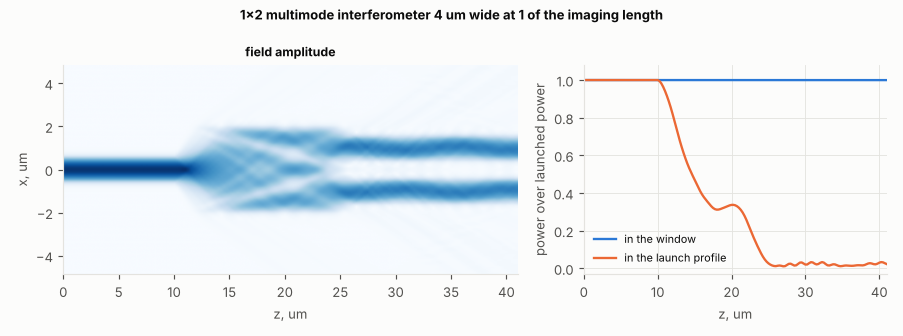 1×2 multimode interferometer 4 um wide at 1 of the imaging length
field amplitude
4
2
0
−2
−4
x, um
0 5 10 15 20 25 30 35 40
z, um
power over launched power
1.0
0.8
0.6
0.4
0.2
0.0
in the window
in the launch profile
0 10 20 30 40
z, um